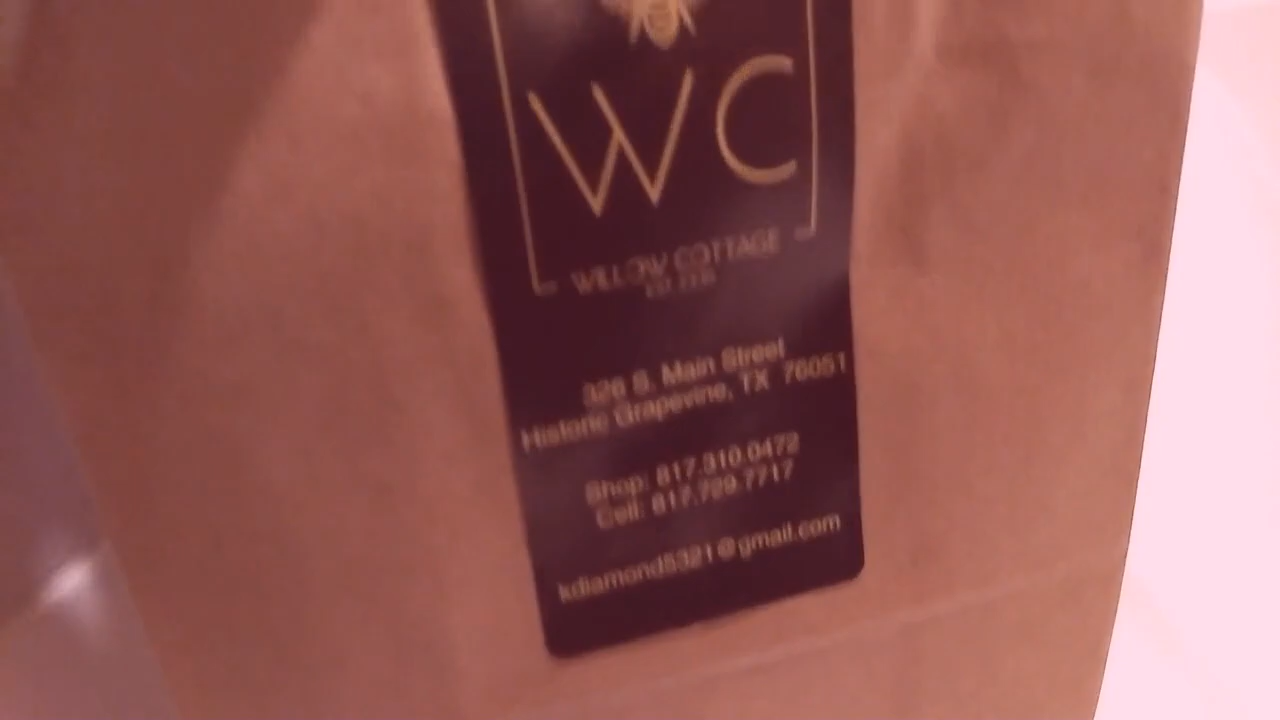 WC
WILLOW COTTAGE
326 S. Main Street
Historic Grapevine, TX 76051
Shop: 817.310.0472
Cell: 817.729.7717
kdiamond5321@gmail.com